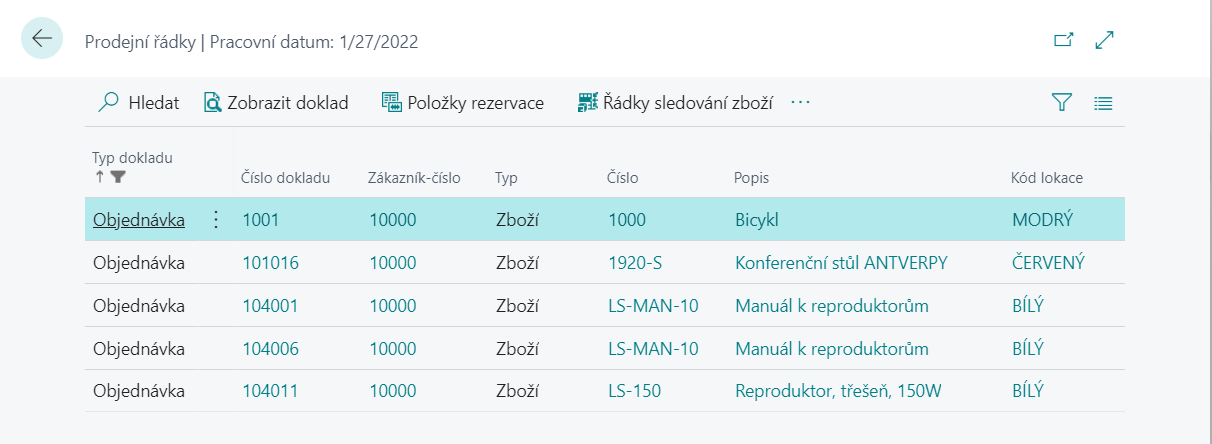 Prodejní řádky | Pracovní datum: 1/27/2022
Hledat Zobrazit doklad Položky rezervace Řádky sledování zboží ...
Typ dokladu ↑ Číslo dokladu Zákazník-číslo Typ Číslo Popis Kód lokace
Objednávka 1001 10000 Zboží 1000 Bicykl MODRÝ
Objednávka 101016 10000 Zboží 1920-S Konferenční stůl ANTVERPY ČERVENÝ
Objednávka 104001 10000 Zboží LS-MAN-10 Manuál k reproduktorům BÍLÝ
Objednávka 104006 10000 Zboží LS-MAN-10 Manuál k reproduktorům BÍLÝ
Objednávka 104011 10000 Zboží LS-150 Reproduktor, třešeň, 150W BÍLÝ